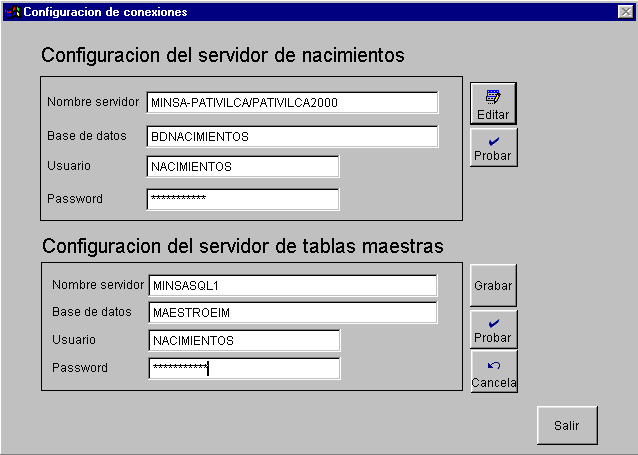 Configuracion de conexiones
Configuracion del servidor de nacimientos
Nombre servidor MINSA-PATIVILCA/PATIVILCA2000
Editar
Base de datos BDNACIMIENTOS
Probar
Usuario NACIMIENTOS
Password ***********
Configuracion del servidor de tablas maestras
Nombre servidor MINSASQL1
Grabar
Base de datos MAESTROEIM
Usuario NACIMIENTOS
Probar
Password ***********
Cancela
Salir